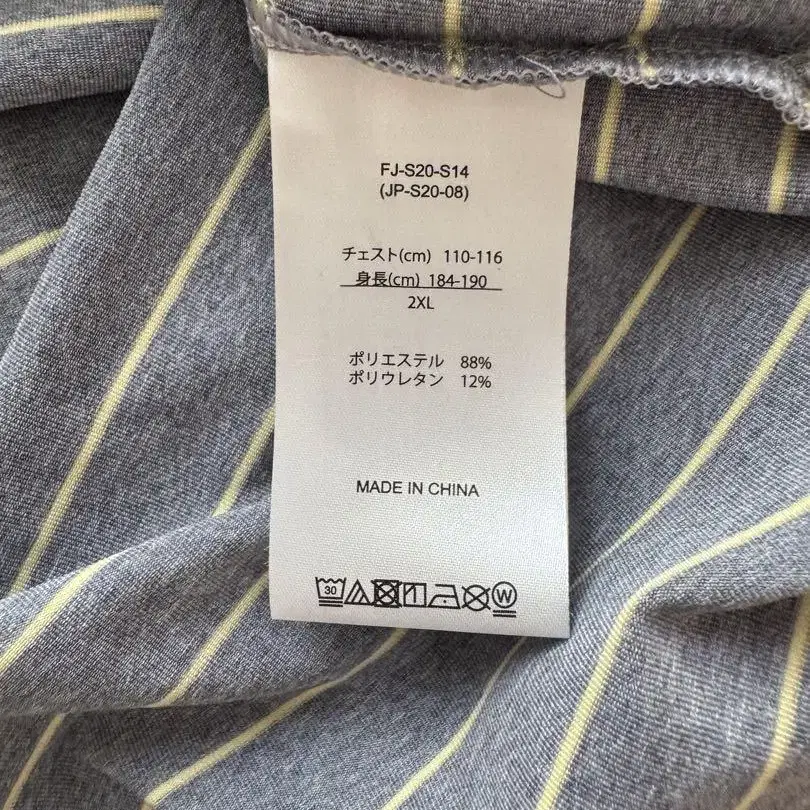 FJ-S20-S14
(JP-S20-08)
チェスト(cm) 110-116
身長(cm) 184-190
2XL
ポリエステル 88%
ポリウレタン 12%
MADE IN CHINA
30 W